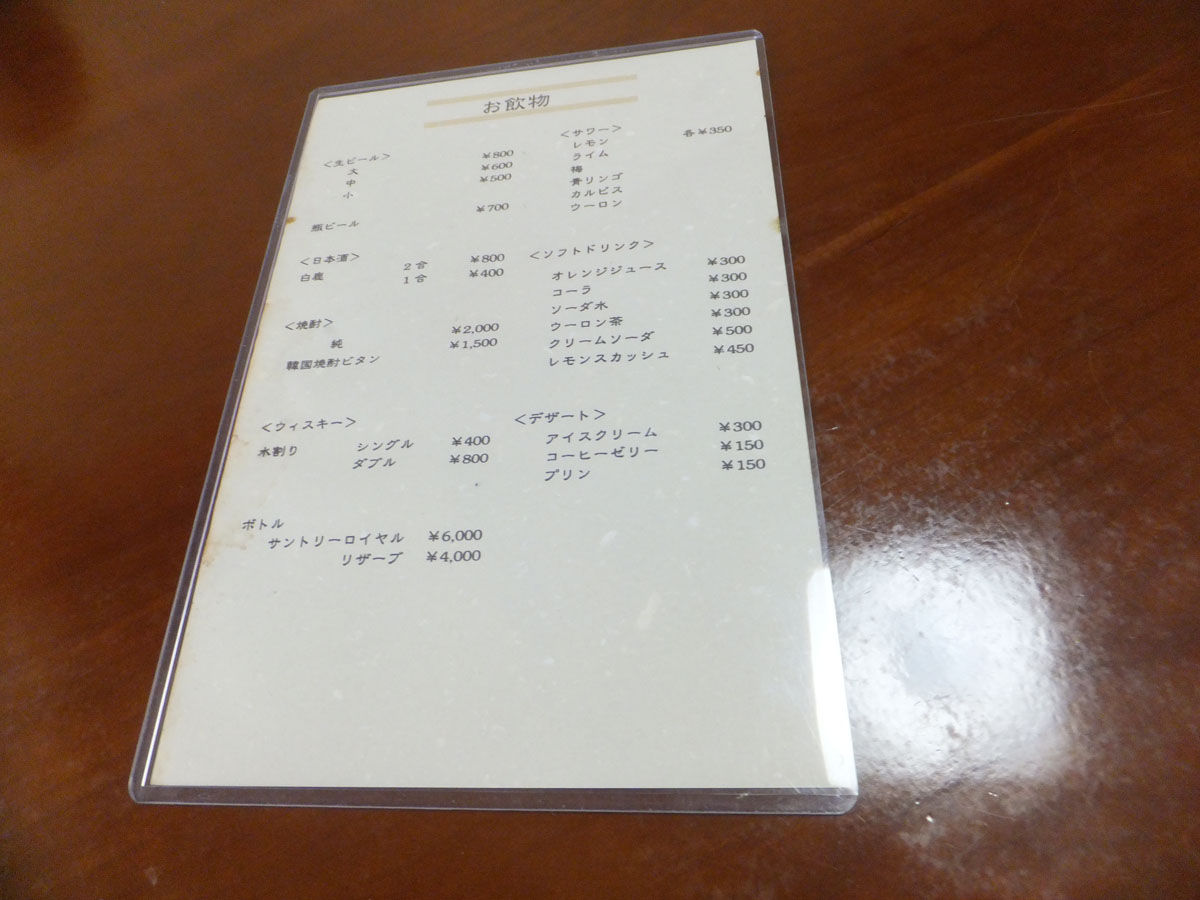 お飲物
<生ビール>
大 ¥800
中 ¥600
小 ¥500
瓶ビール ¥700
<日本酒>
白鹿 2合 ¥800
1合 ¥400
<焼酎>
純 ¥2,000
韓国焼酎ビタン ¥1,500
<ウィスキー>
水割り シングル ¥400
ダブル ¥800
ボトル
サントリーロイヤル ¥6,000
リザーブ ¥4,000
<サワー> 各¥350
レモン
ライム
梅
青リンゴ
カルピス
ウーロン
<ソフトドリンク>
オレンジジュース ¥300
コーラ ¥300
ソーダ水 ¥300
ウーロン茶 ¥300
クリームソーダ ¥500
レモンスカッシュ ¥450
<デザート>
アイスクリーム ¥300
コーヒーゼリー ¥150
プリン ¥150